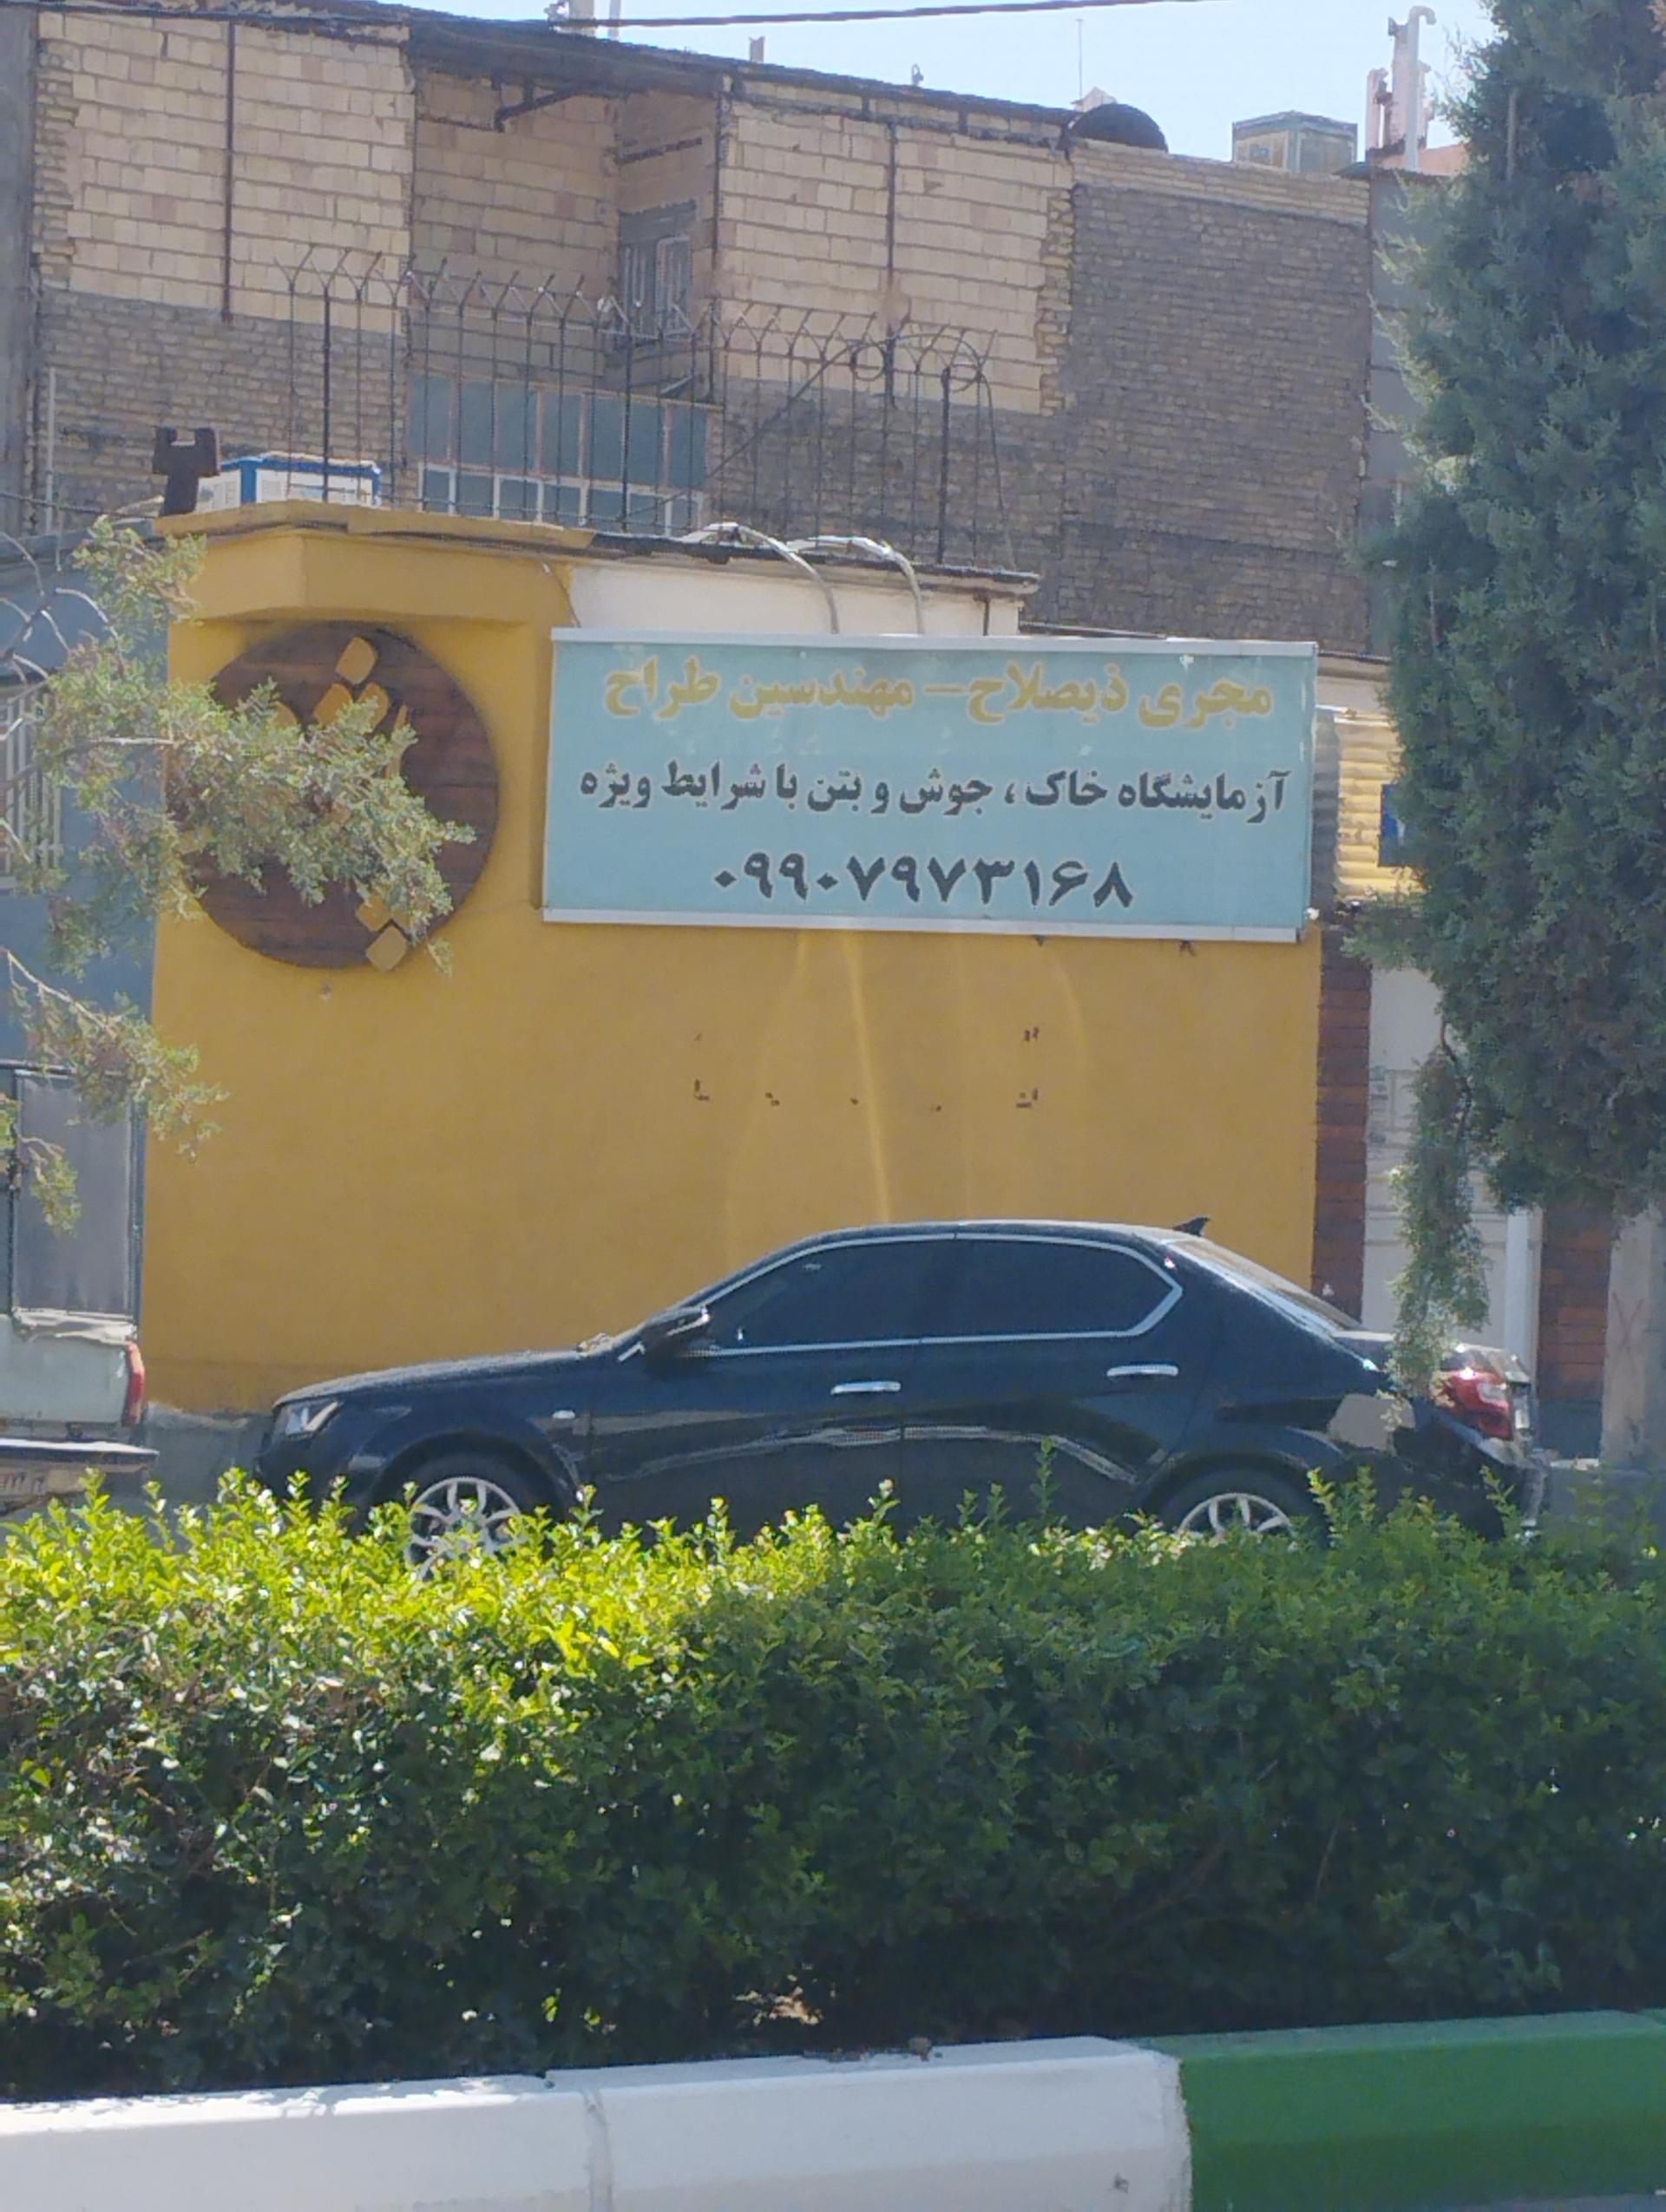 مجری ذیصلاح - مهندسین طراح
آزمایشگاه خاک ، جوش و بتن با شرایط ویژه
۰۹۹۰۷۹۷۳۱۶۸